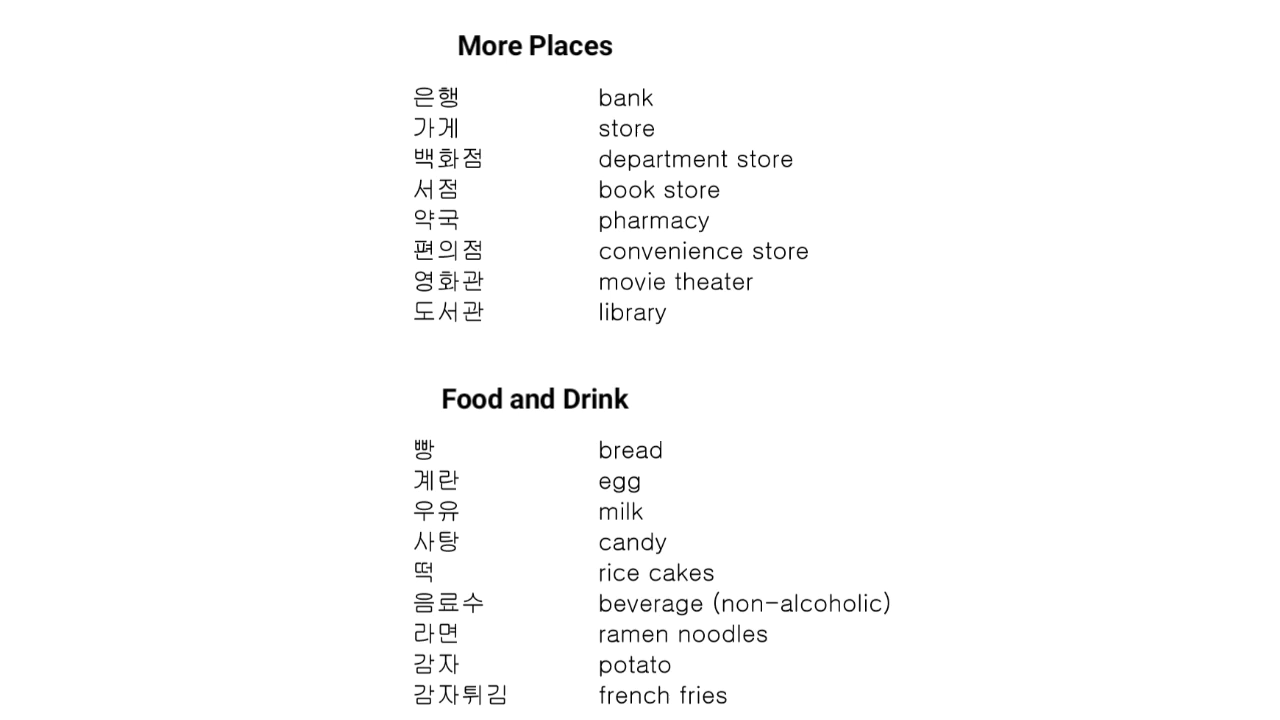 More Places
은행 bank
가게 store
백화점 department store
서점 book store
약국 pharmacy
편의점 convenience store
영화관 movie theater
도서관 library
Food and Drink
빵 bread
계란 egg
우유 milk
사탕 candy
떡 rice cakes
음료수 beverage (non-alcoholic)
라면 ramen noodles
감자 potato
감자튀김 french fries